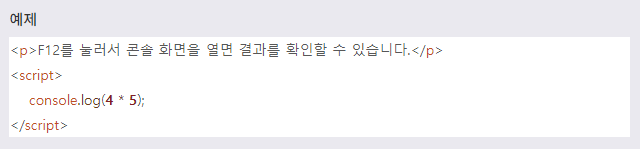 예제
<p>F12를 눌러서 콘솔 화면을 열면 결과를 확인할 수 있습니다.</p>
<script>
    console.log(4 * 5);
</script>